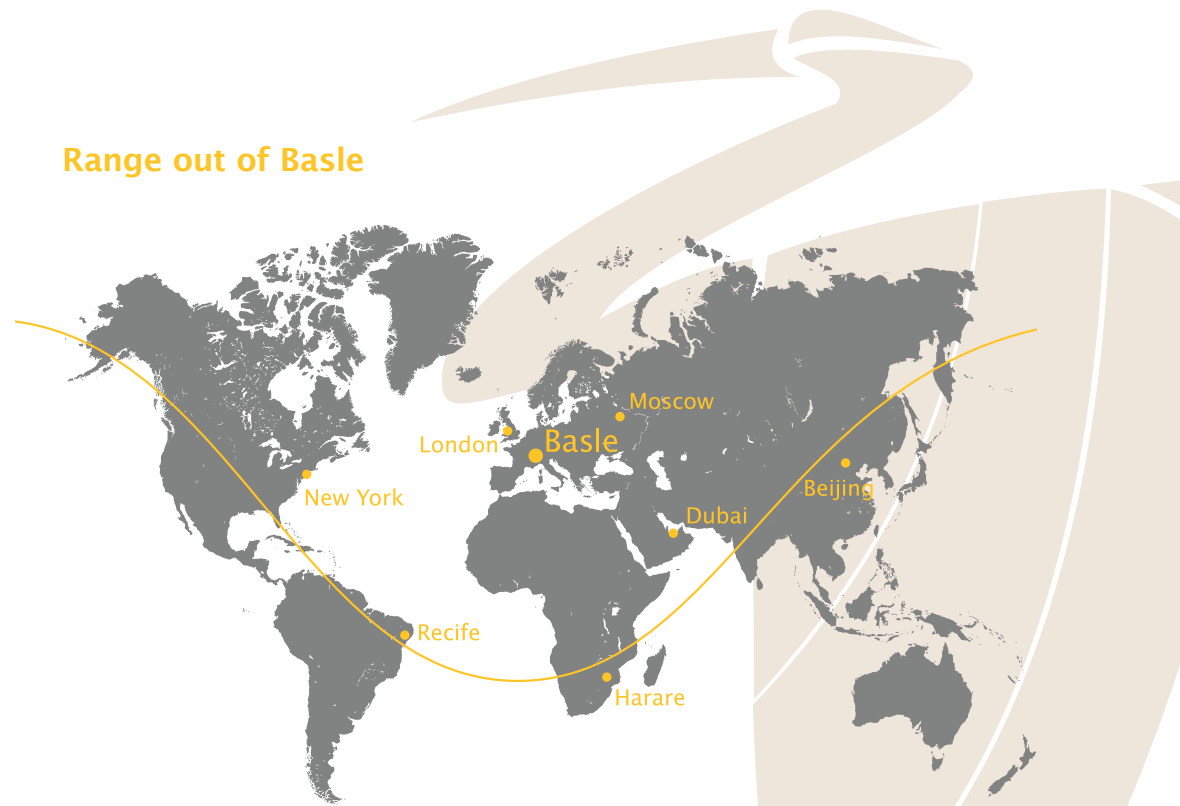 Range out of Basle
Moscow
London
Basle
New York
Beijing
Dubai
Recife
Harare